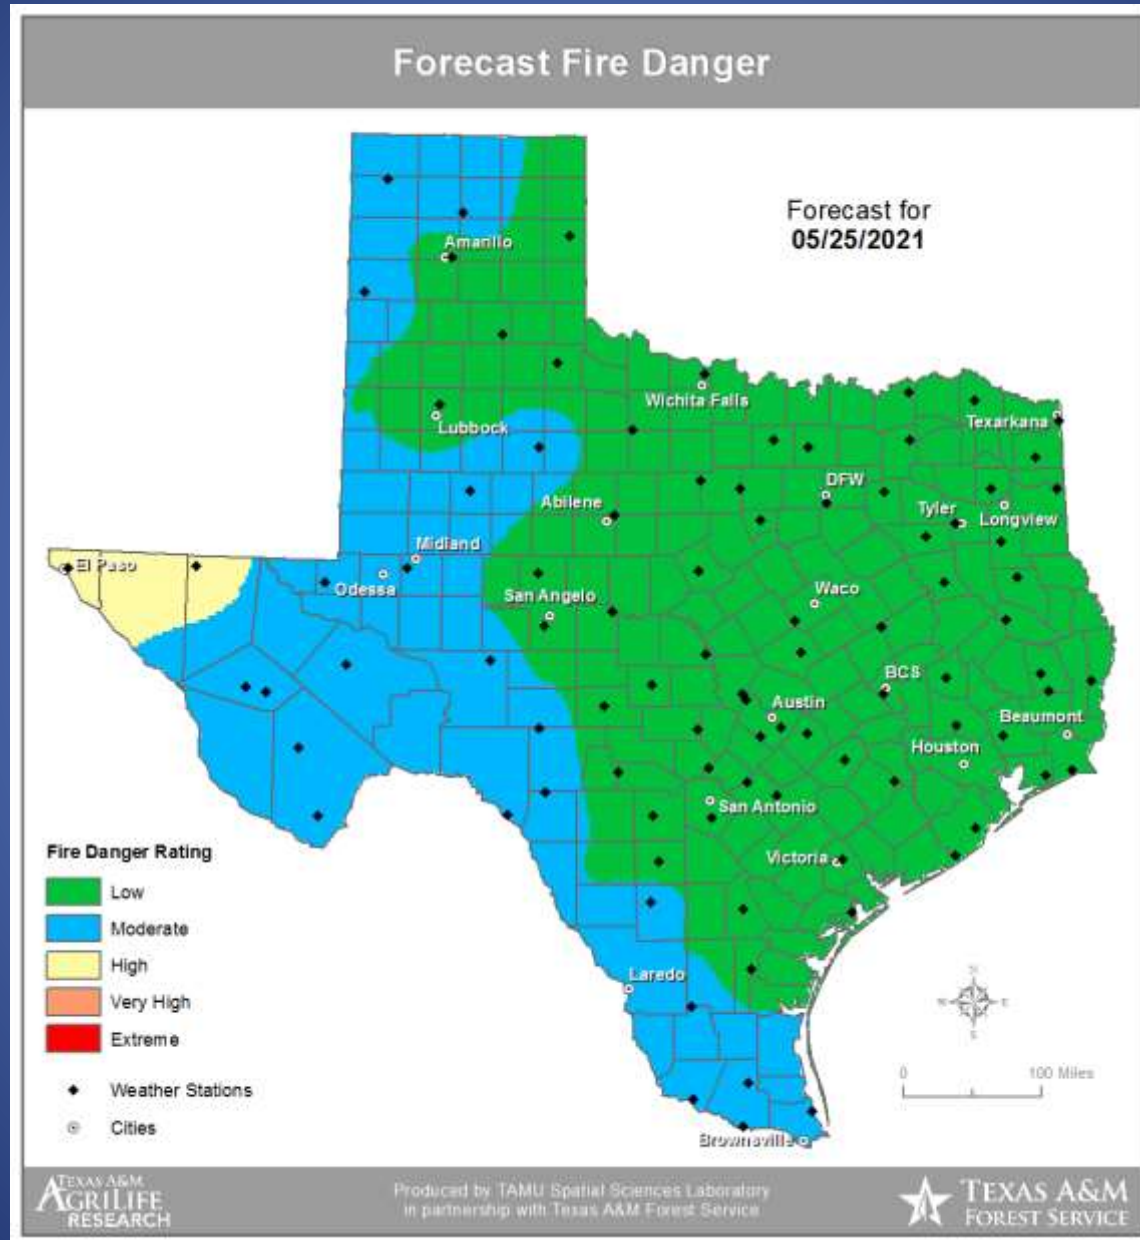 Forecast Fire Danger
Forecast for
05/25/2021
Amarillo
Wichita Falls
Lubbock
Texarkana
DFW
Abilene
Tyler
Longview
Midland
El Paso
Odessa
San Angelo
Waco
BCS
Austin
Beaumont
Houston
San Antonio
Victoria
Laredo
Brownsville
Fire Danger Rating
Low
Moderate
High
Very High
Extreme
Weather Stations
Cities
N
W E
S
0 100 Miles
TEXAS A&M
AGRILIFE
RESEARCH
Produced by TAMU Spatial Sciences Laboratory
in partnership with Texas A&M Forest Service
TEXAS A&M
FOREST SERVICE